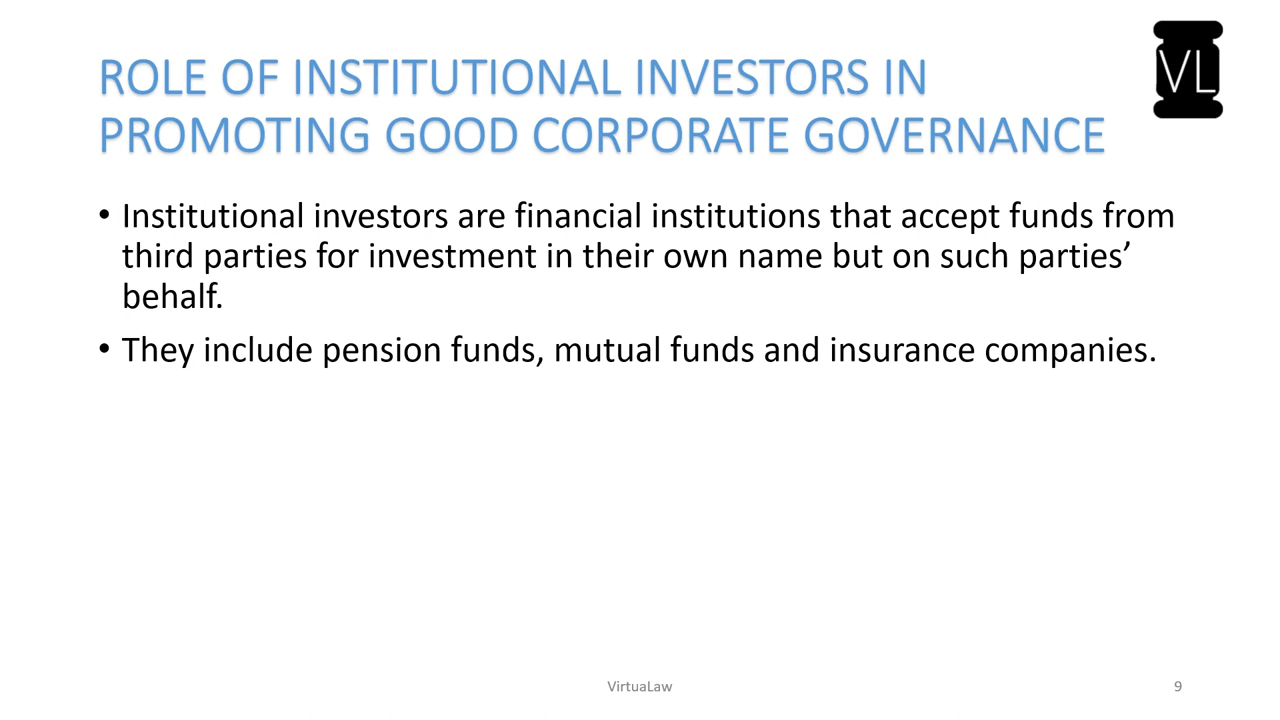 VL
ROLE OF INSTITUTIONAL INVESTORS IN
PROMOTING GOOD CORPORATE GOVERNANCE
• Institutional investors are financial institutions that accept funds from
third parties for investment in their own name but on such parties’
behalf.
• They include pension funds, mutual funds and insurance companies.
VirtuaLaw
9